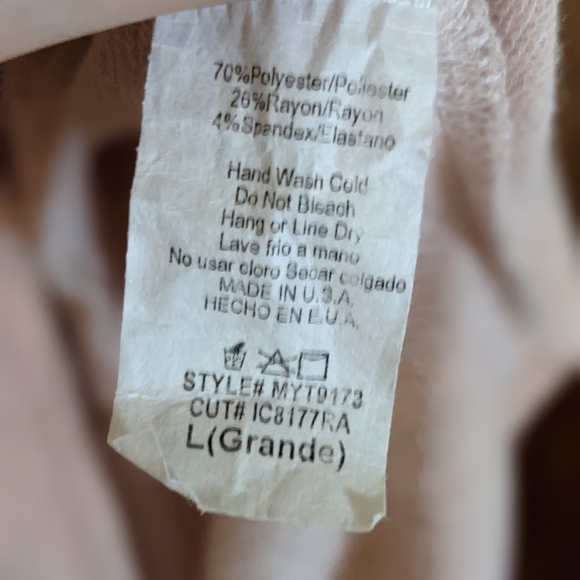 70%Polyester/Poliester
26%Rayon/Rayon
4%Spandex/Elastano
Hand Wash Cold
Do Not Bleach
Hang or Line Dry
Lave frio a mano
No usar cloro Secar colgado
MADE IN U.S.A.
HECHO EN E.U.A.
STYLE# MYT9173
CUT# IC8177RA
L(Grande)